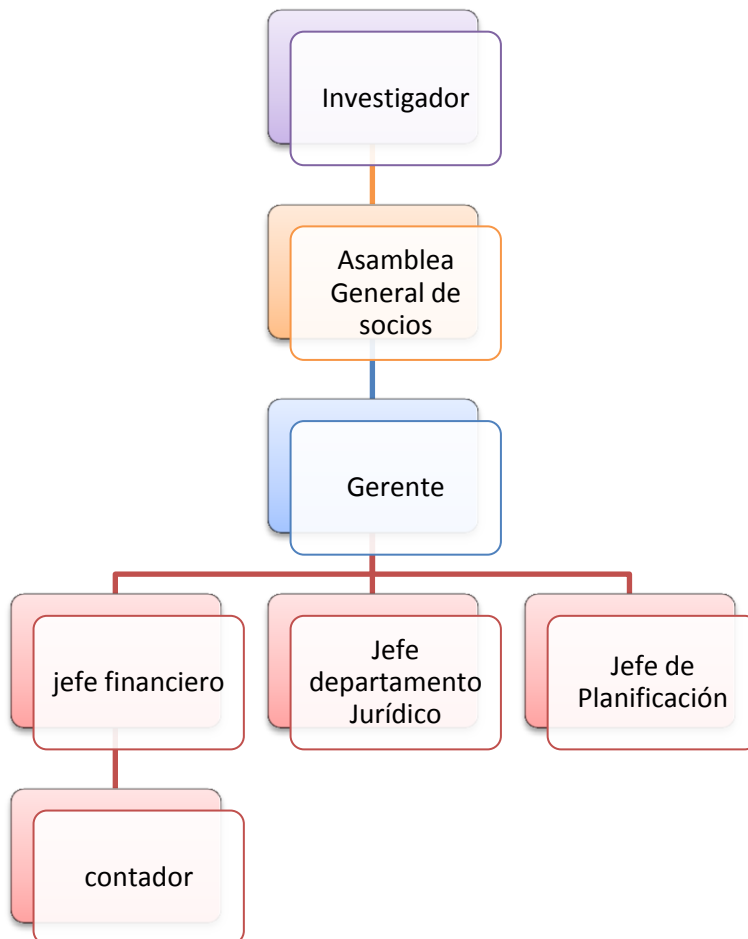 Investigador
Asamblea
General de
socios
Gerente
jefe financiero
Jefe
departamento
Jurídico
Jefe de
Planificación
contador